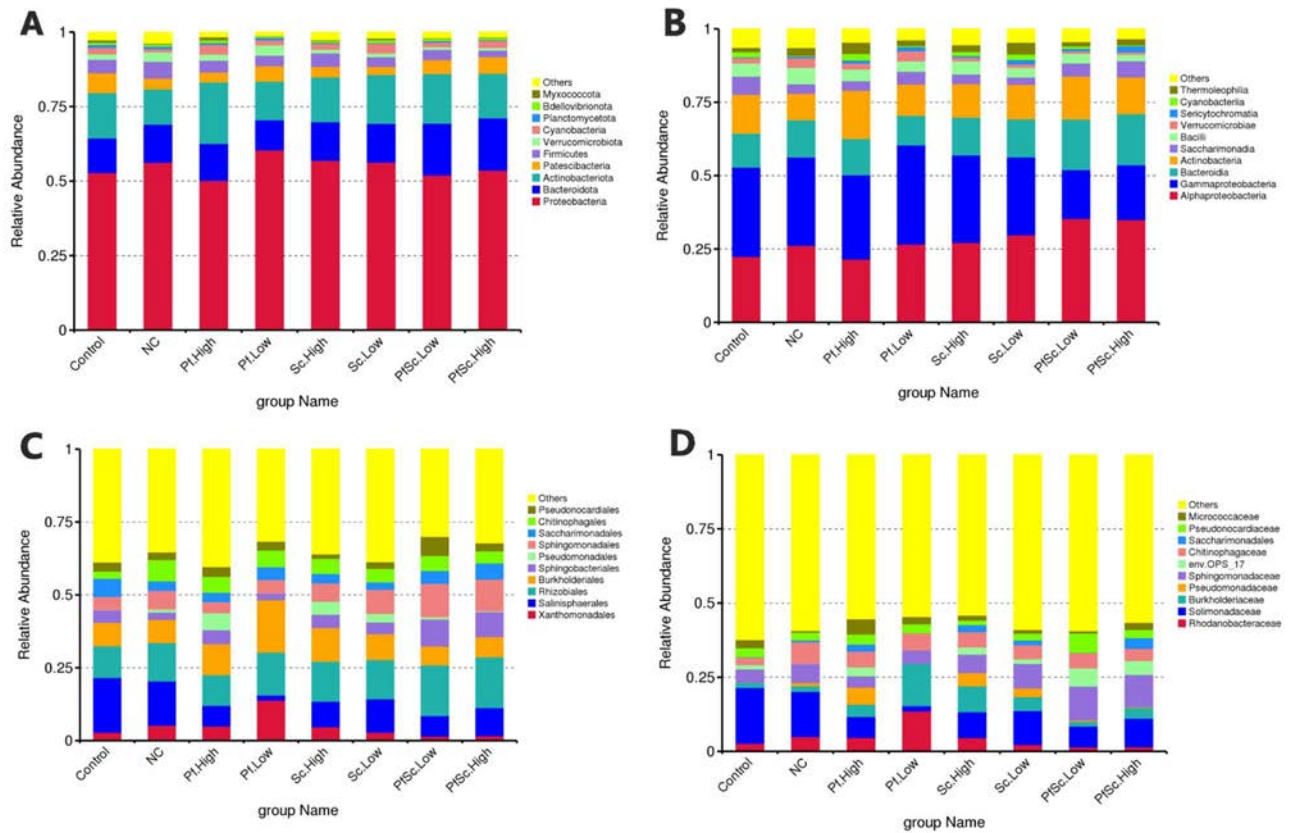 A
Relative Abundance
1
0.75
0.5
0.25
0
Control
NC
Pf.High
Pf.Low
Sc.High
Sc.Low
PfSc.Low
PfSc.High
group Name
Others
Myxococcota
Bdellovibrionota
Planctomycetota
Cyanobacteria
Verrucomicrobiota
Firmicutes
Patescibacteria
Actinobacteriota
Bacteroidota
Proteobacteria
B
Relative Abundance
1
0.75
0.5
0.25
0
Control
NC
Pf.High
Pf.Low
Sc.High
Sc.Low
PfSc.Low
PfSc.High
group Name
Others
Thermoleophilia
Cyanobacteriia
Sericytochromatia
Verrucomicrobiae
Bacilli
Saccharimonadia
Actinobacteria
Bacteroidia
Gammaproteobacteria
Alphaproteobacteria
C
Relative Abundance
1
0.75
0.5
0.25
0
Control
NC
Pf.High
Pf.Low
Sc.High
Sc.Low
PfSc.Low
PfSc.High
group Name
Others
Pseudonocardiales
Chitinophagales
Saccharimonadales
Sphingomonadales
Pseudomonadales
Sphingobacteriales
Burkholderiales
Rhizobiales
Salinisphaerales
Xanthomonadales
D
Relative Abundance
1
0.75
0.5
0.25
0
Control
NC
Pf.High
Pf.Low
Sc.High
Sc.Low
PfSc.Low
PfSc.High
group Name
Others
Micrococcaceae
Pseudonocardiaceae
Saccharimonadales
Chitinophagaceae
env.OPS_17
Sphingomonadaceae
Pseudomonadaceae
Burkholderiaceae
Solimonadaceae
Rhodanobacteraceae